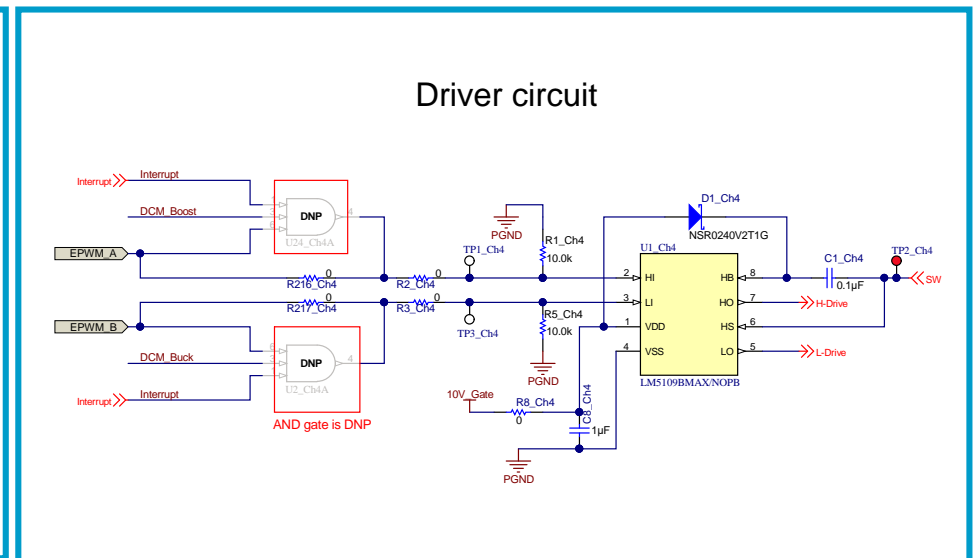 Driver circuit
Interrupt
Interrupt
DCM_Boost
DNP
4
U24_Ch4A
EPWM_A
PGND
R1_Ch4
10.0k
TP1_Ch4
D1_Ch4
NSR0240V2T1G
U1_Ch4
C1_Ch4
0.1µF
TP2_Ch4
SW
0
R216_Ch4
0
R2_Ch4
2
HI
HB
8
0
R217_Ch4
0
R3_Ch4
3
LI
HO
7
H-Drive
EPWM_B
TP3_Ch4
R5_Ch4
10.0k
1
VDD
HS
6
DCM_Buck
DNP
4
U2_Ch4A
4
VSS
LO
5
L-Drive
PGND
LM5109BMAX/NOPB
Interrupt
Interrupt
AND gate is DNP
10V_Gate
R8_Ch4
0
C8_Ch4
1µF
PGND